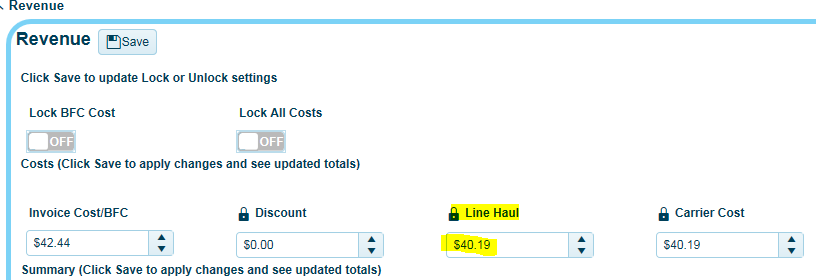 Revenue
Revenue Save
Click Save to update Lock or Unlock settings
Lock BFC Cost Lock All Costs
OFF OFF
Costs (Click Save to apply changes and see updated totals)
Invoice Cost/BFC Discount Line Haul Carrier Cost
$42.44 $0.00 $40.19 $40.19
Summary (Click Save to apply changes and see updated totals)